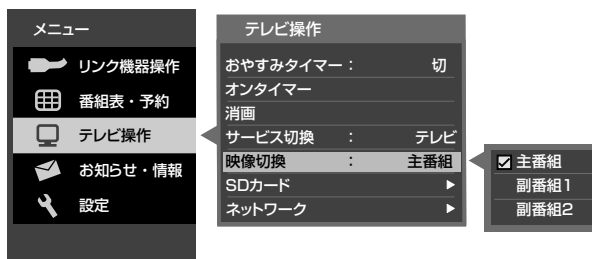 メニュー
リンク機器操作
番組表・予約
テレビ操作
お知らせ・情報
設定
テレビ操作
おやすみタイマー： 切
オンタイマー
消画
サービス切換 ： テレビ
映像切換 ： 主番組
SDカード ▶
ネットワーク ▶
主番組
副番組1
副番組2